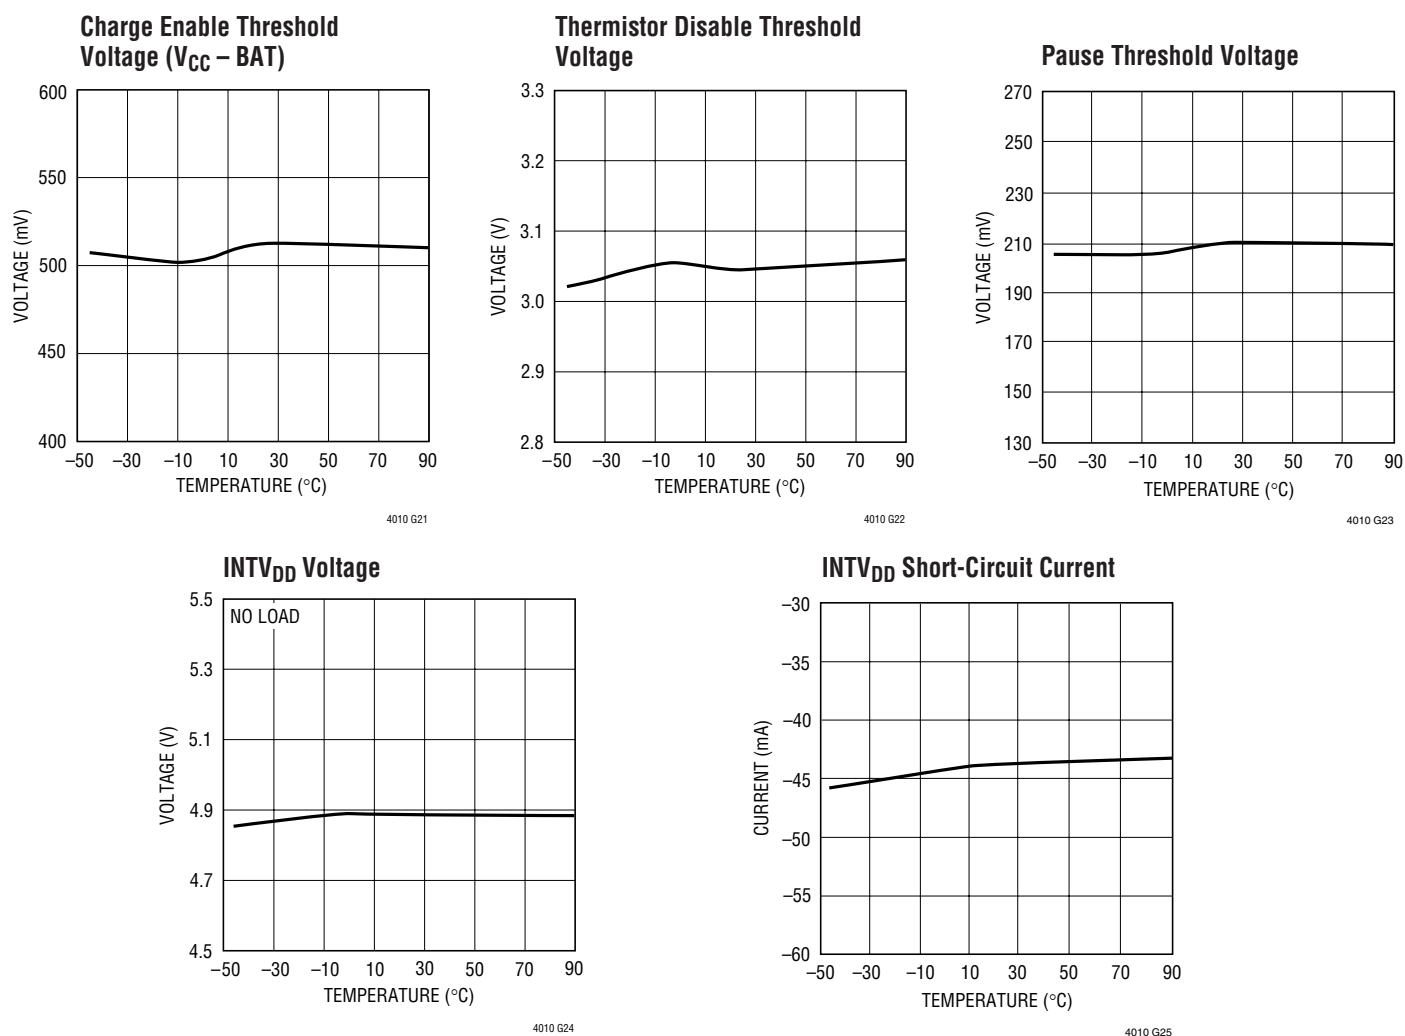 Charge Enable Threshold
Voltage (VCC – BAT)
600
550
500
450
400
VOLTAGE (mV)
–50 –30 –10 10 30 50 70 90
TEMPERATURE (°C)
4010 G21
Thermistor Disable Threshold
Voltage
3.3
3.2
3.1
3.0
2.9
2.8
VOLTAGE (V)
–50 –30 –10 10 30 50 70 90
TEMPERATURE (°C)
4010 G22
Pause Threshold Voltage
270
250
230
210
190
170
150
130
VOLTAGE (mV)
–50 –30 –10 10 30 50 70 90
TEMPERATURE (°C)
4010 G23
INTVDD Voltage
5.5
5.3
5.1
4.9
4.7
4.5
NO LOAD
VOLTAGE (V)
–50 –30 –10 10 30 50 70 90
TEMPERATURE (°C)
4010 G24
INTVDD Short-Circuit Current
–30
–35
–40
–45
–50
–55
–60
CURRENT (mA)
–50 –30 –10 10 30 50 70 90
TEMPERATURE (°C)
4010 G25